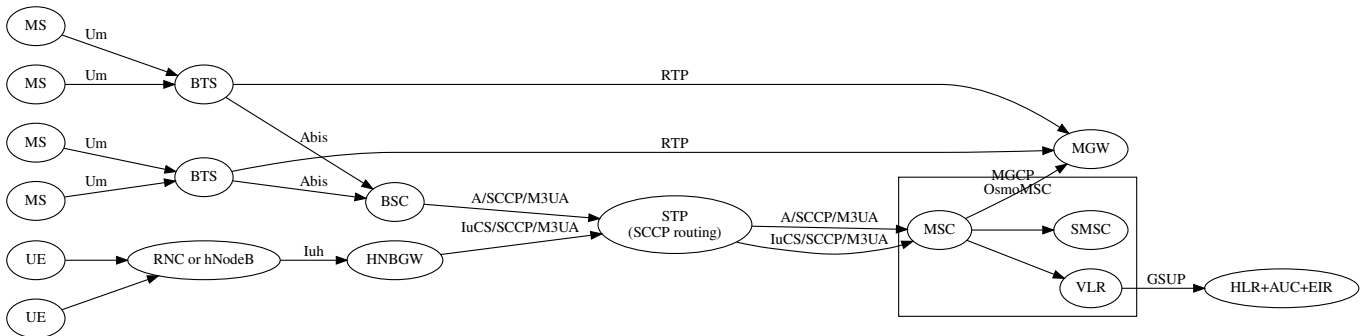 MS
Um
MS
Um
BTS
RTP
MS
Um
Abis
RTP
MGW
MS
Um
BTS
Abis
MGCP
OsmoMSC
BSC
A/SCCP/M3UA
STP
(SCCP routing)
A/SCCP/M3UA
MSC
SMSC
IuCS/SCCP/M3UA
IuCS/SCCP/M3UA
UE
RNC or hNodeB
Iuh
HNBGW
VLR
GSUP
HLR+AUC+EIR
UE